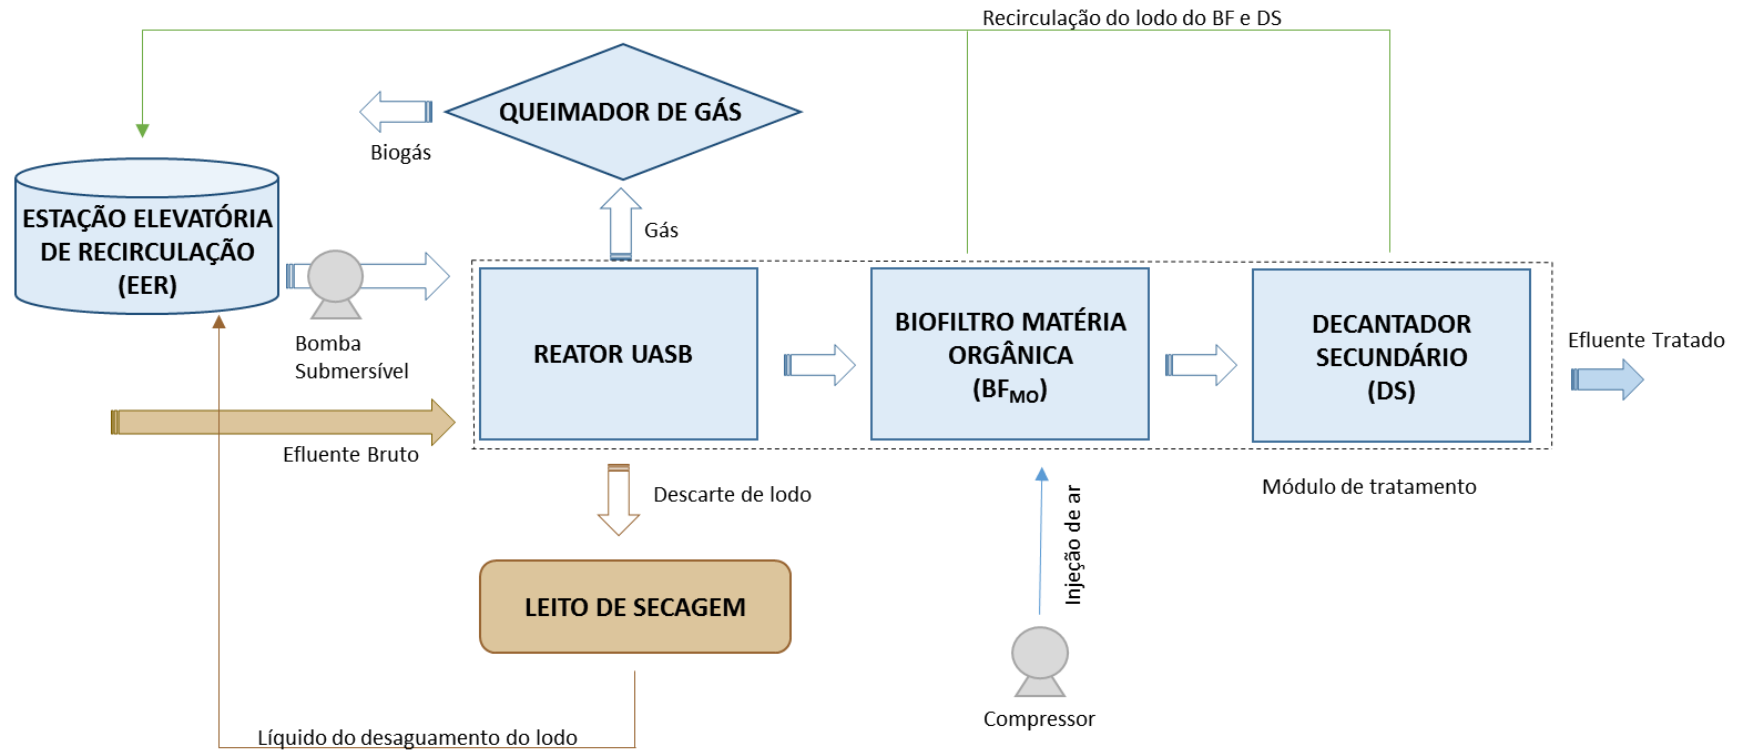 Recirculação do lodo do BF e DS
QUEIMADOR DE GÁS
Biogás
ESTAÇÃO ELEVATÓRIA
DE RECIRCULAÇÃO
(EER)
Gás
Bomba
Submersível
REATOR UASB
BIOFILTRO MATÉRIA
ORGÂNICA
(BFMO)
DECANTADOR
SECUNDÁRIO
(DS)
Efluente Tratado
Efluente Bruto
Descarte de lodo
Módulo de tratamento
Injeção de ar
LEITO DE SECAGEM
Compressor
Líquido do desaguamento do lodo